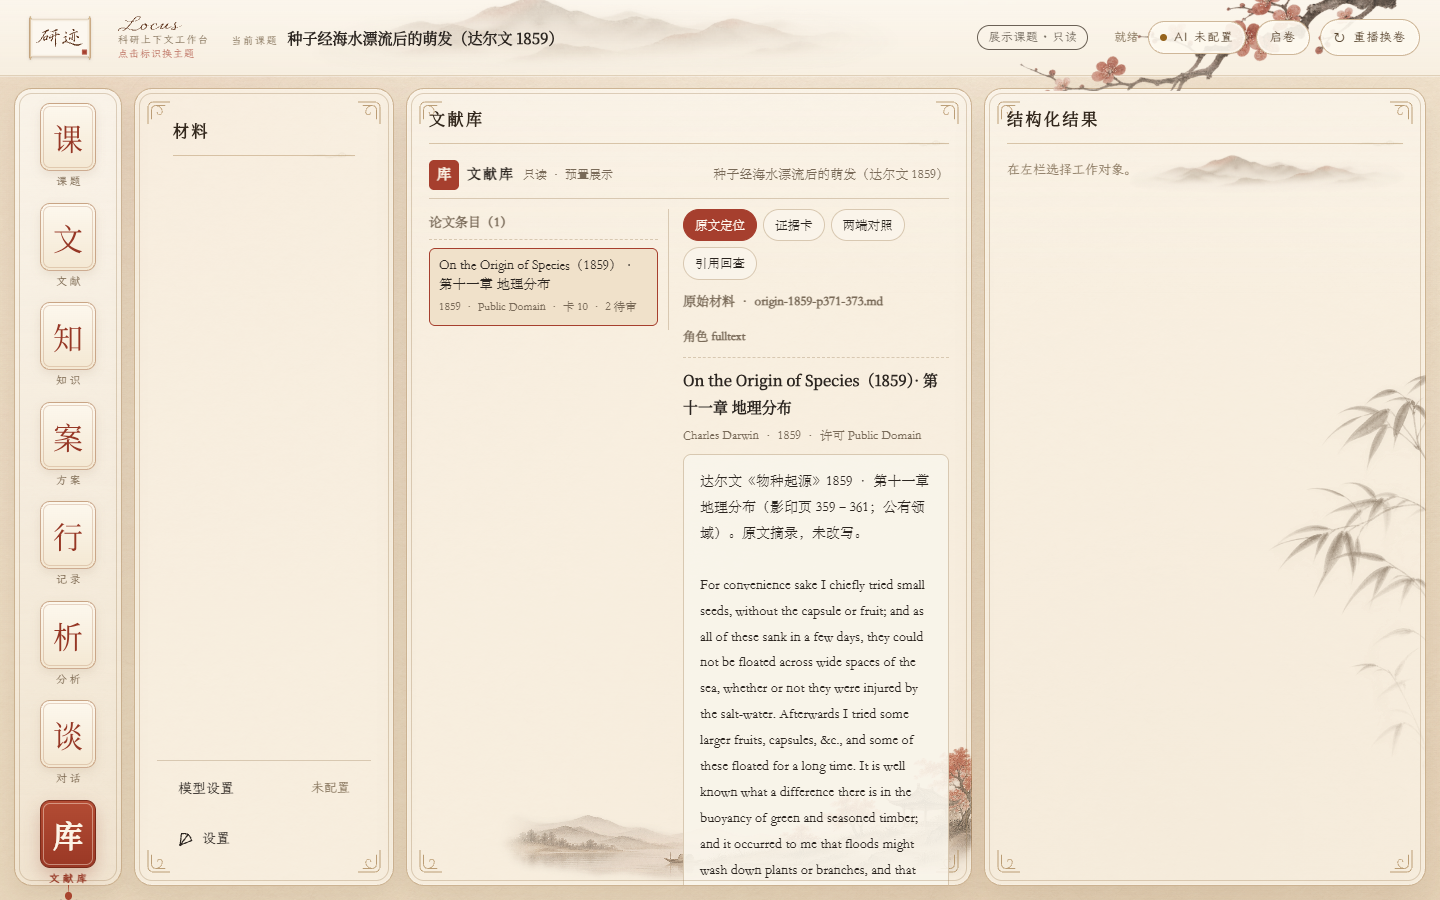 研迹
Locus
科研上下文工作台
点击标识换主题
当前课题 种子经海水漂流后的萌发（达尔文 1859）
展示课题・只读
就绪
AI 未配置
启卷
↻ 重播换卷
课
课题
文
文献
知
知识
案
方案
行
记录
析
分析
谈
对话
库
文献库
材料
模型设置 未配置
设置
文献库
库 文献库 只读 · 预置展示 种子经海水漂流后的萌发（达尔文 1859）
论文条目（1）
On the Origin of Species（1859） ·
第十一章 地理分布
1859 · Public Domain · 卡 10 · 2 待审
原文定位 证据卡 两端对照
引用回查
原始材料 · origin-1859-p371-373.md
角色 fulltext
On the Origin of Species（1859）· 第
十一章 地理分布
Charles Darwin · 1859 · 许可 Public Domain
达尔文《物种起源》1859 · 第十一章
地理分布（影印页 359 – 361；公有领
域）。原文摘录，未改写。
For convenience sake I chiefly tried small
seeds, without the capsule or fruit; and as
all of these sank in a few days, they could
not be floated across wide spaces of the
sea, whether or not they were injured by
the salt-water. Afterwards I tried some
larger fruits, capsules, &c., and some of
these floated for a long time. It is well
known what a difference there is in the
buoyancy of green and seasoned timber;
and it occurred to me that floods might
wash down plants or branches, and that
结构化结果
在左栏选择工作对象。